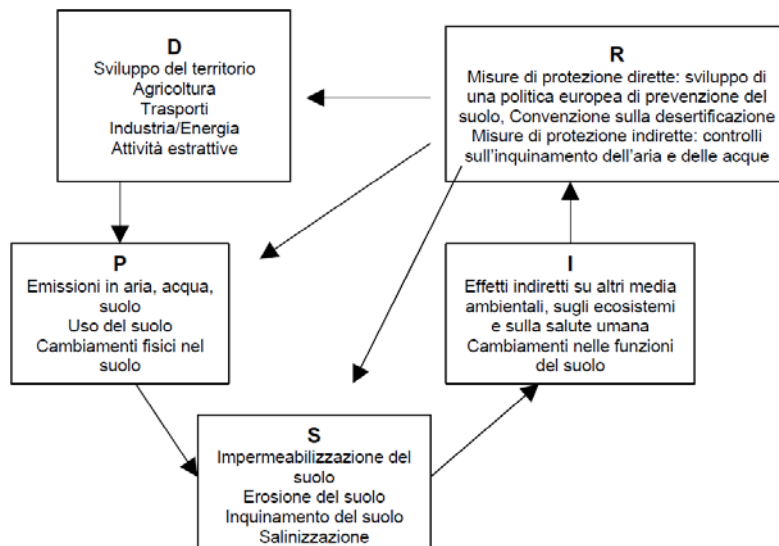 D
Sviluppo del territorio
Agricoltura
Trasporti
Industria/Energia
Attività estrattive
R
Misure di protezione dirette: sviluppo di
una politica europea di prevenzione del
suolo, Convenzione sulla desertificazione
Misure di protezione indirette: controlli
sull'inquinamento dell'aria e delle acque
P
Emissioni in aria, acqua,
suolo
Uso del suolo
Cambiamenti fisici nel
suolo
I
Effetti indiretti su altri media
ambientali, sugli ecosistemi
e sulla salute umana
Cambiamenti nelle funzioni
del suolo
S
Impermeabilizzazione del
suolo
Erosione del suolo
Inquinamento del suolo
Salinizzazione